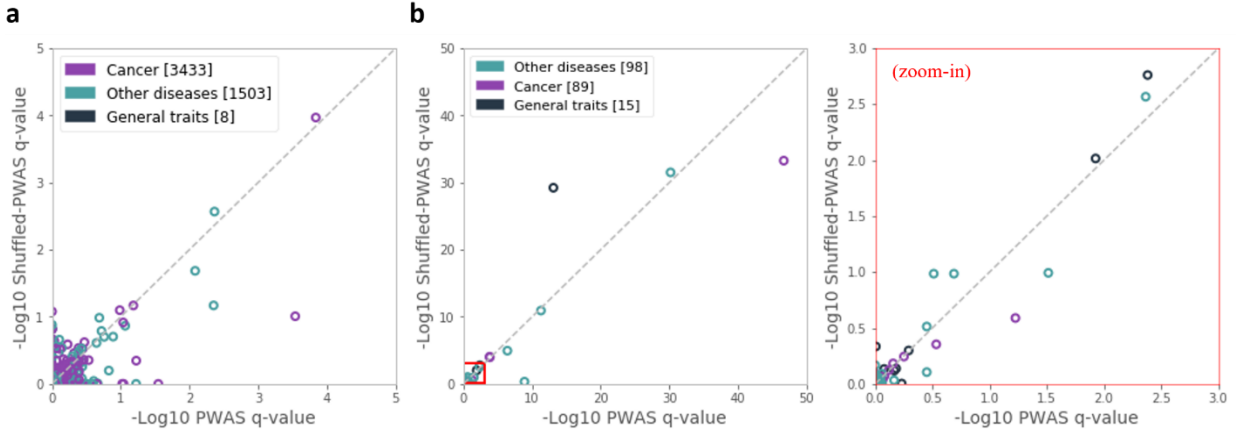 a
b
5
4
3
2
1
0
-Log10 Shuffled-PWAS q-value
Cancer [3433]
Other diseases [1503]
General traits [8]
0
1
2
3
4
5
-Log10 PWAS q-value
50
40
30
20
10
0
-Log10 Shuffled-PWAS q-value
Other diseases [98]
Cancer [89]
General traits [15]
0
10
20
30
40
50
-Log10 PWAS q-value
3.0
2.5
2.0
1.5
1.0
0.5
0.0
-Log10 Shuffled-PWAS q-value
(zoom-in)
0.0
0.5
1.0
1.5
2.0
2.5
3.0
-Log10 PWAS q-value